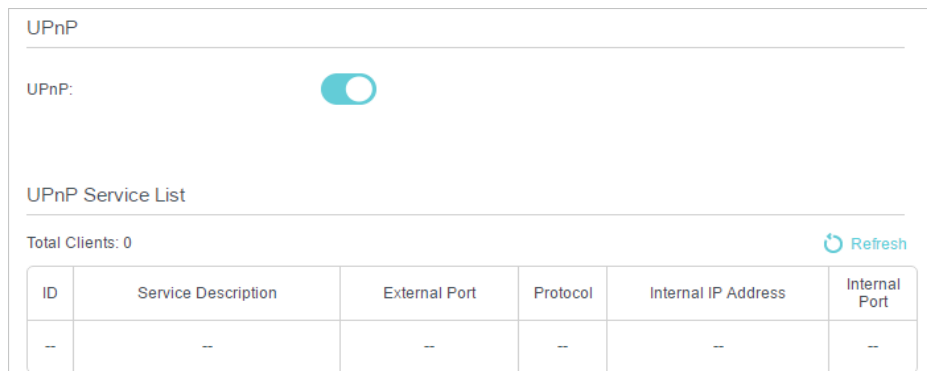 UPnP
UPnP:
UPnP Service List
Total Clients: 0
Refresh
ID Service Description External Port Protocol Internal IP Address Internal Port
-- -- -- -- -- --